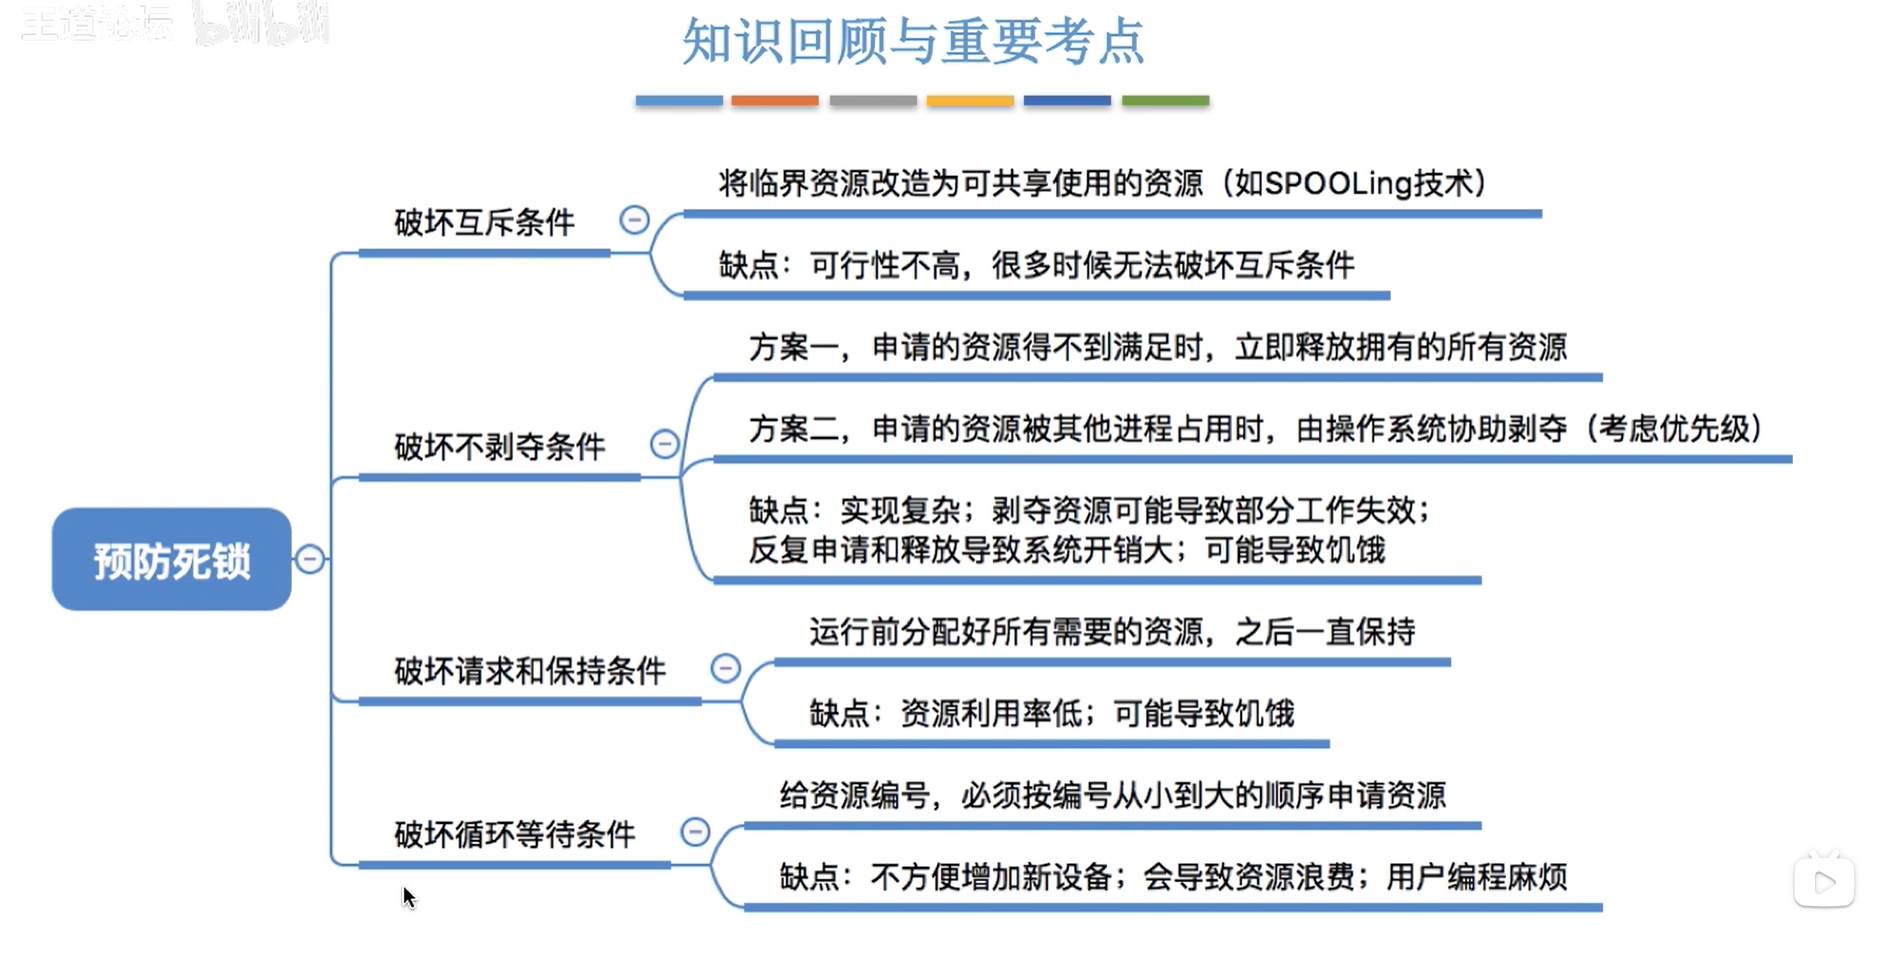 王道论坛 bilibili
知识回顾与重要考点
将临界资源改造为可共享使用的资源（如SPOOLing技术）
破坏互斥条件
缺点：可行性不高，很多时候无法破坏互斥条件
方案一，申请的资源得不到满足时，立即释放拥有的所有资源
方案二，申请的资源被其他进程占用时，由操作系统协助剥夺（考虑优先级）
破坏不剥夺条件
缺点：实现复杂；剥夺资源可能导致部分工作失效；
反复申请和释放导致系统开销大；可能导致饥饿
预防死锁
运行前分配好所有需要的资源，之后一直保持
破坏请求和保持条件
缺点：资源利用率低；可能导致饥饿
给资源编号，必须按编号从小到大的顺序申请资源
破坏循环等待条件
缺点：不方便增加新设备；会导致资源浪费；用户编程麻烦